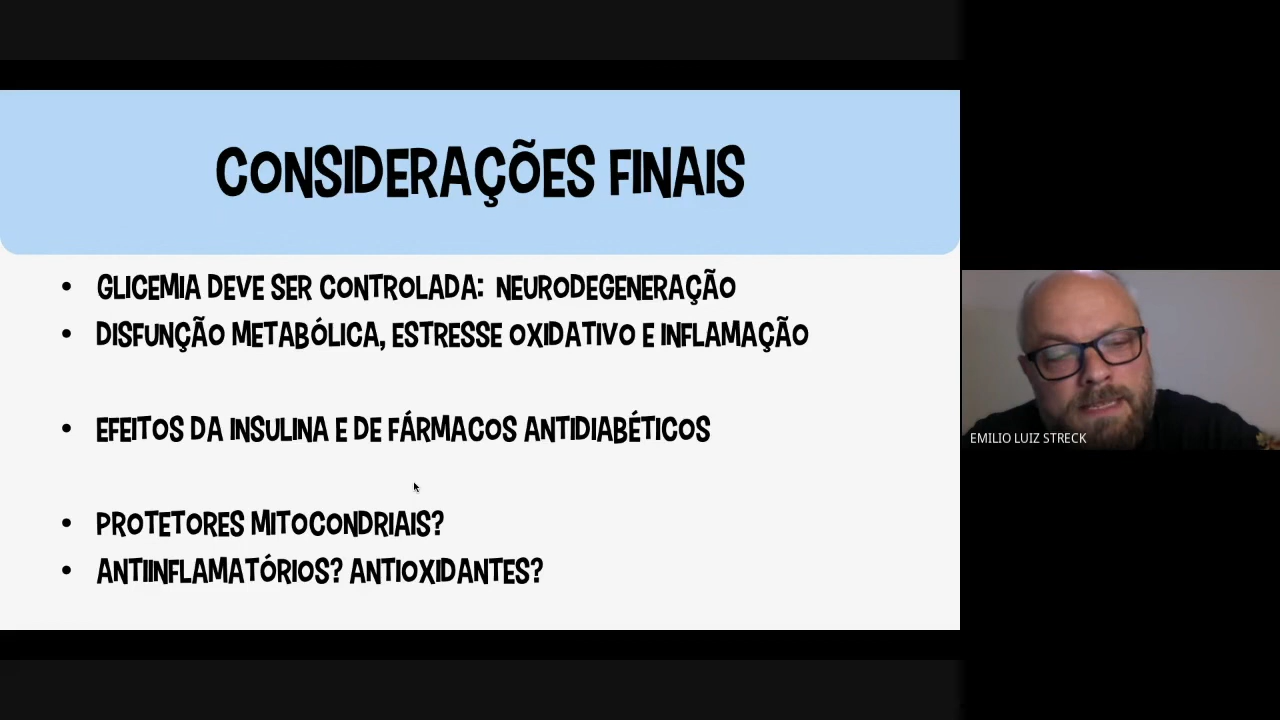 CONSIDERAÇÕES FINAIS
• GLICEMIA DEVE SER CONTROLADA: NEURODEGENERAÇÃO
• DISFUNÇÃO METABÓLICA, ESTRESSE OXIDATIVO E INFLAMAÇÃO
• EFEITOS DA INSULINA E DE FÁRMACOS ANTIDIABÉTICOS
• PROTETORES MITOCONDRIAIS?
• ANTIINFLAMATÓRIOS? ANTIOXIDANTES?
EMILIO LUIZ STRECK